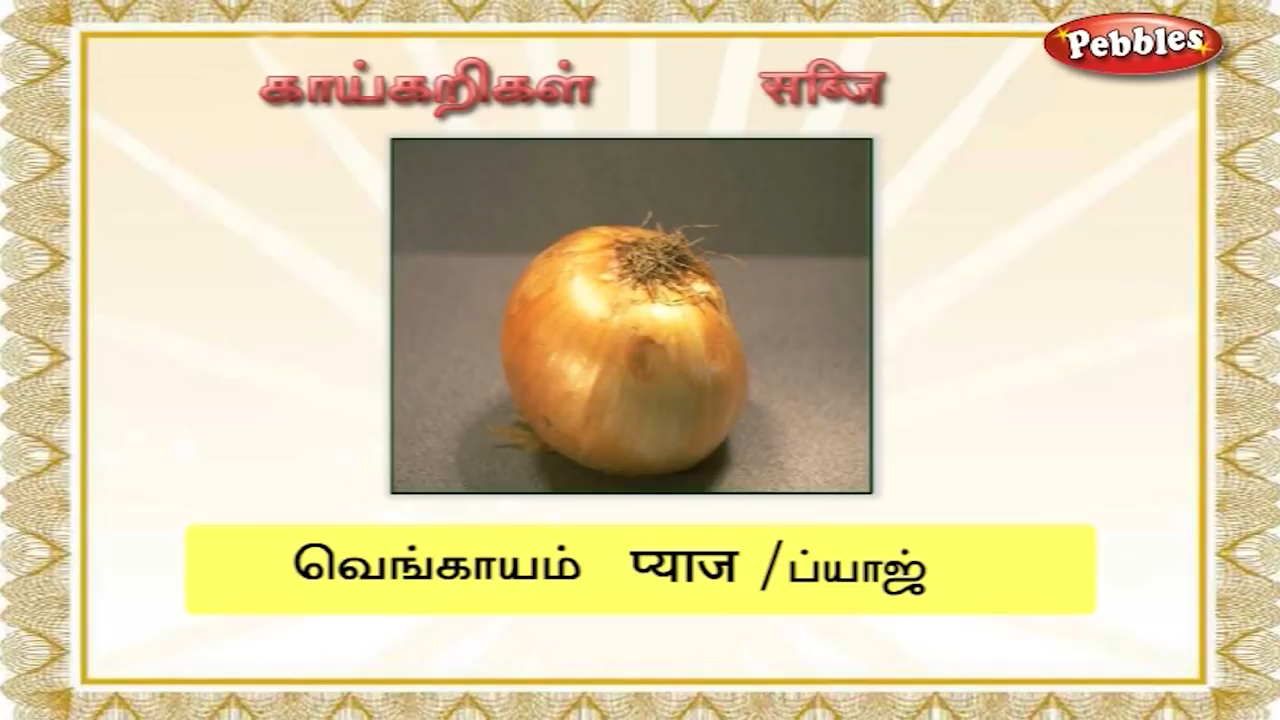 Pebbles
காய்கறிகள் सब्जि
வெங்காயம் प्याज / ப்யாஜ்